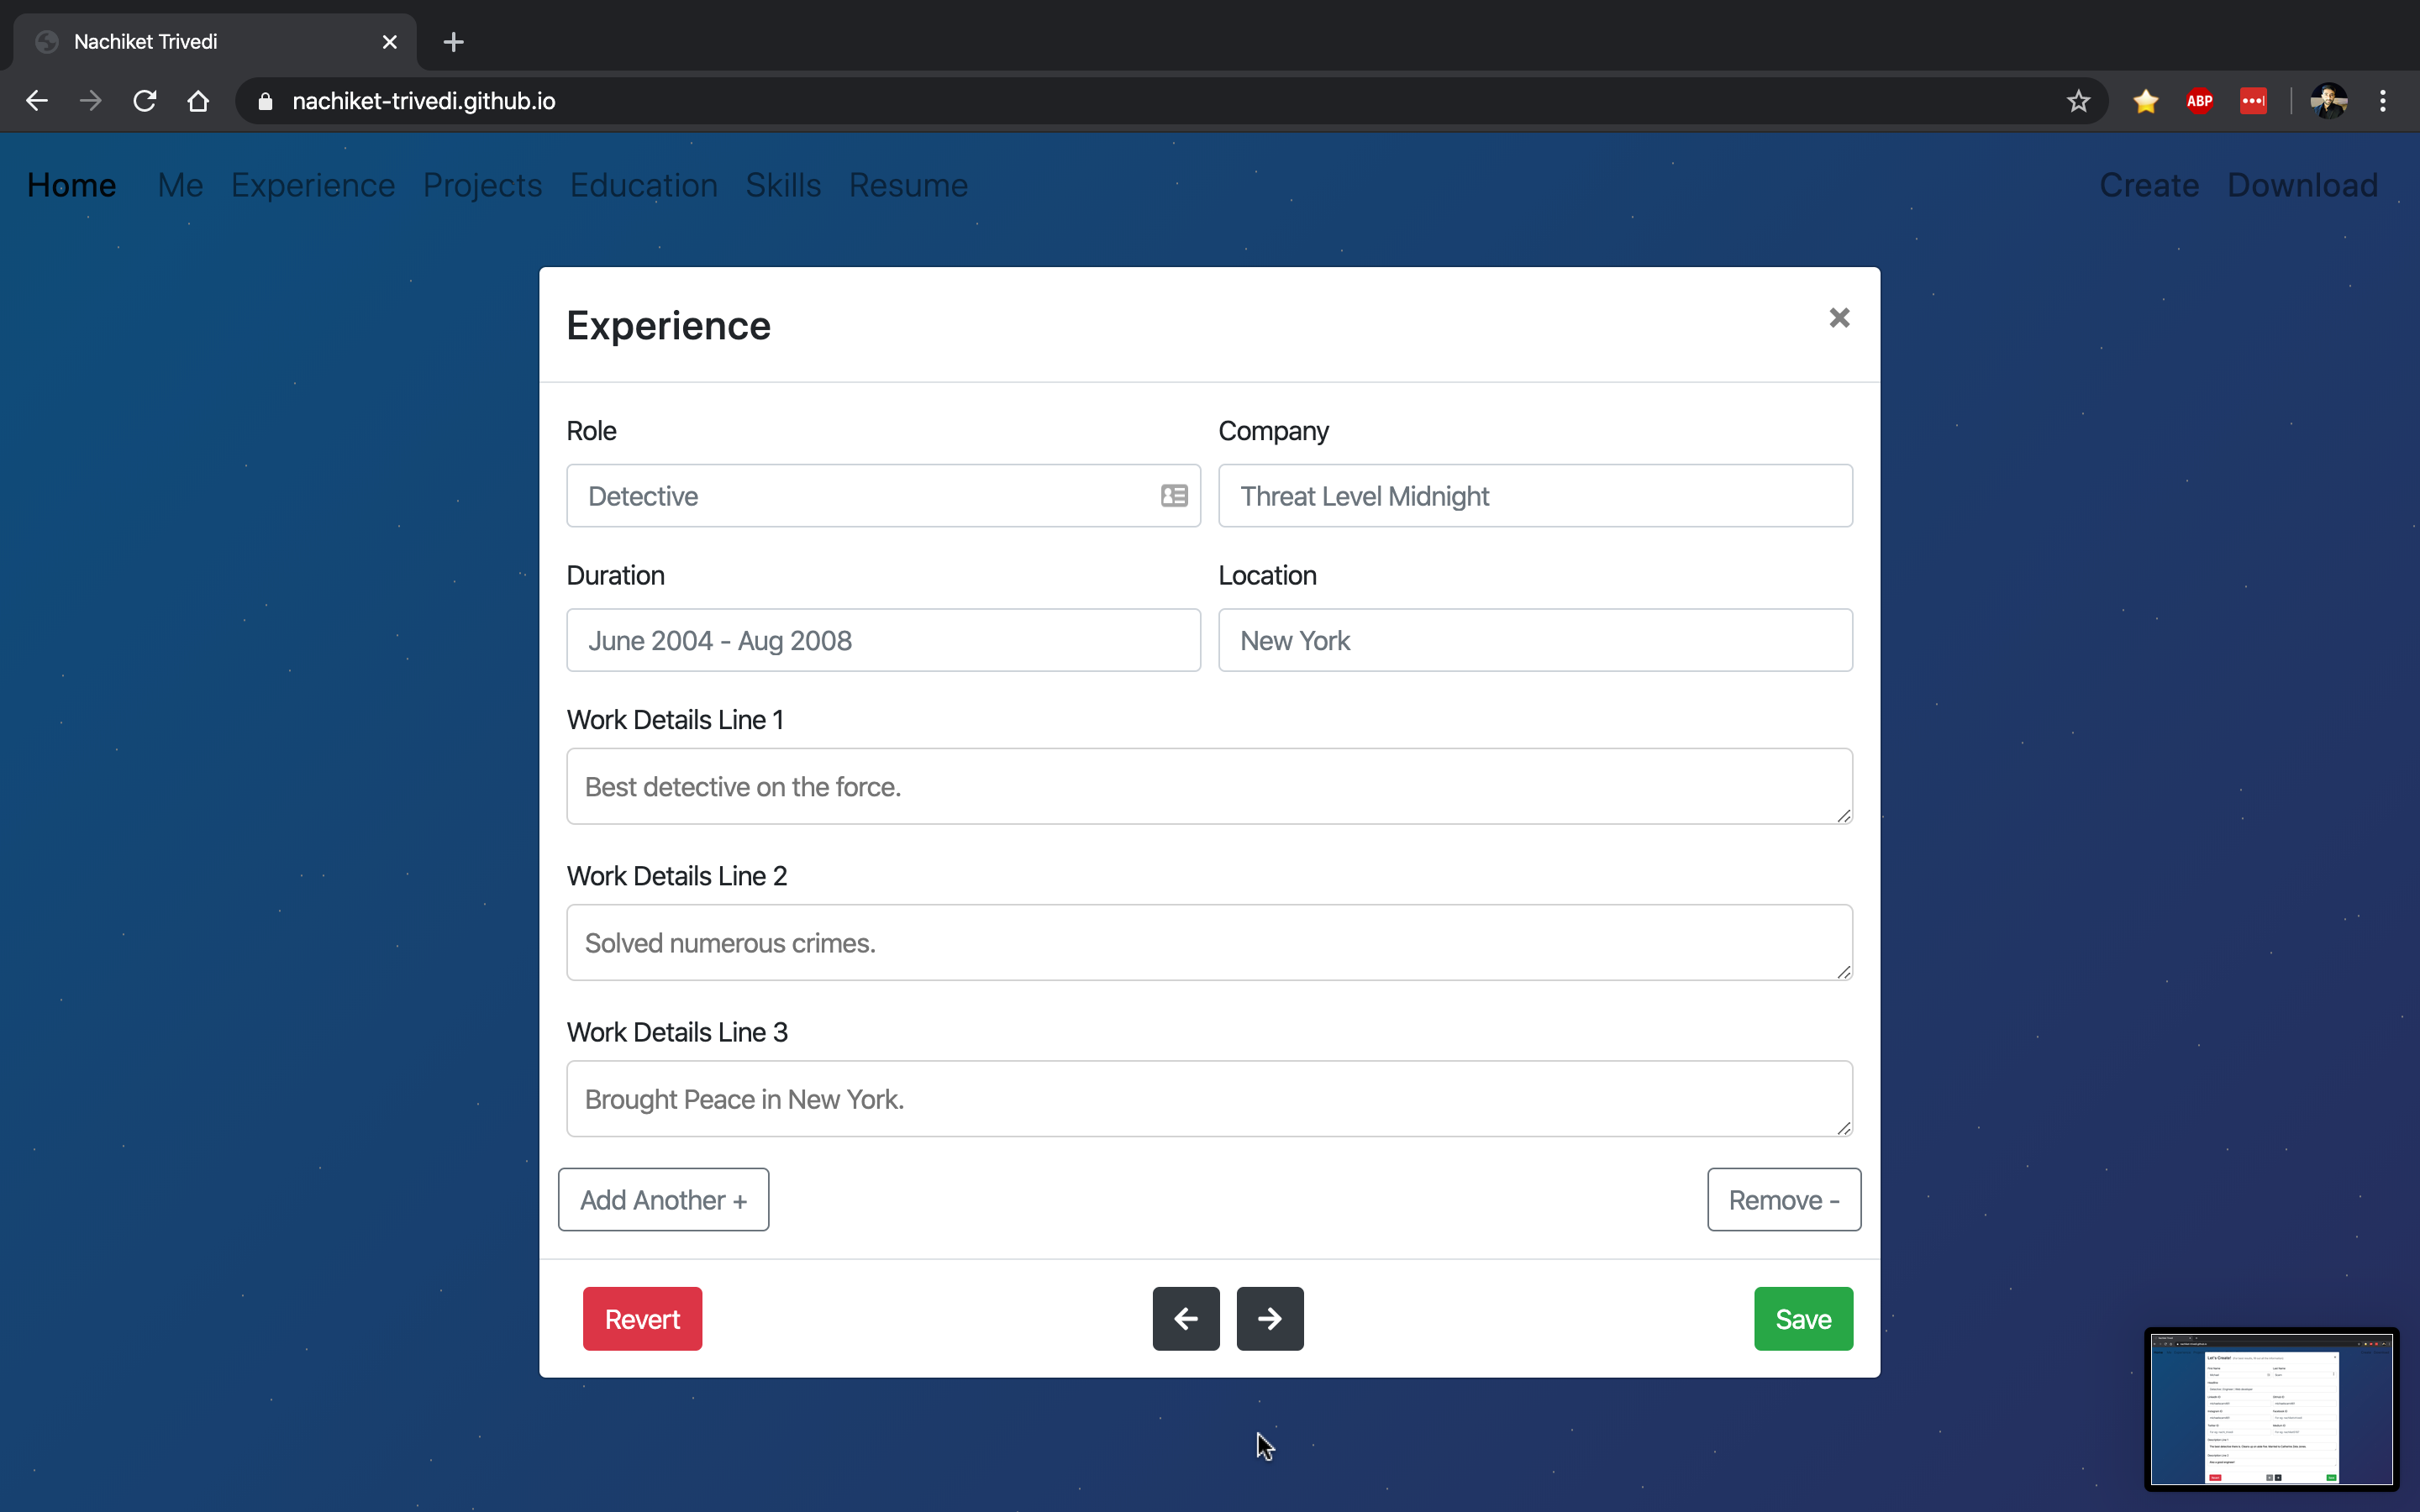 Nachiket Trivedi
nachiket-trivedi.github.io
ABP
Home Me Experience Projects Education Skills Resume Create Download
Experience
Role Company
Detective Threat Level Midnight
Duration Location
June 2004 - Aug 2008 New York
Work Details Line 1
Best detective on the force.
Work Details Line 2
Solved numerous crimes.
Work Details Line 3
Brought Peace in New York.
Add Another + Remove -
Revert Save